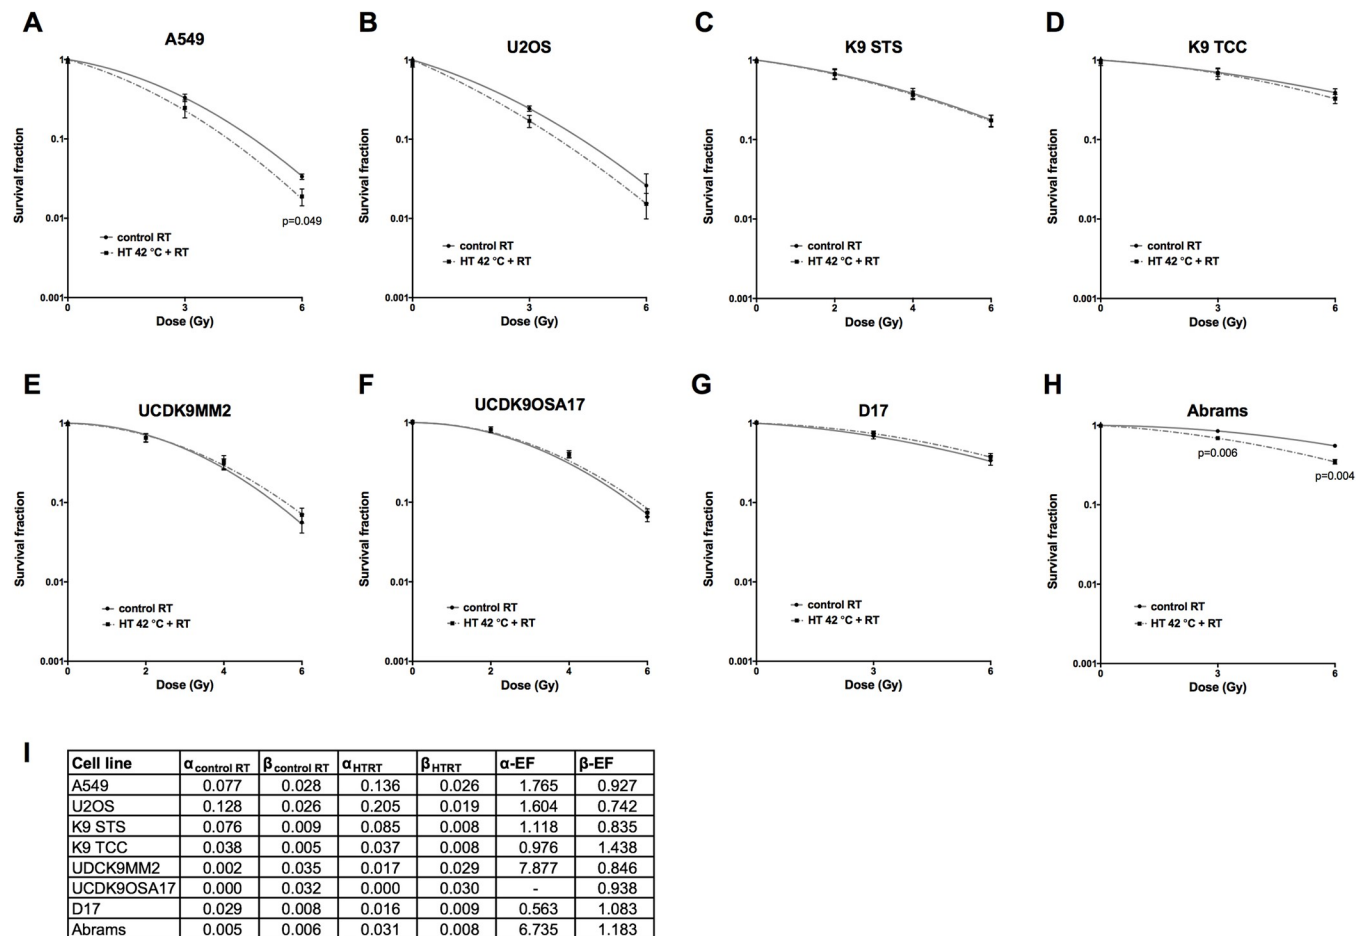 A
A549
Survival fraction
1
0.1
0.01
0.001
0
3
6
Dose (Gy)
control RT
HT 42 °C + RT
p=0.049
B
U2OS
Survival fraction
1
0.1
0.01
0.001
0
3
6
Dose (Gy)
control RT
HT 42 °C + RT
C
K9 STS
Survival fraction
1
0.1
0.01
0.001
0
2
4
6
Dose (Gy)
control RT
HT 42 °C + RT
D
K9 TCC
Survival fraction
1
0.1
0.01
0.001
0
3
6
Dose (Gy)
control RT
HT 42 °C + RT
E
UCDK9MM2
Survival fraction
1
0.1
0.01
0.001
0
2
4
6
Dose (Gy)
control RT
HT 42 °C + RT
F
UCDK9OSA17
Survival fraction
1
0.1
0.01
0.001
0
2
4
6
Dose (Gy)
control RT
HT 42 °C + RT
G
D17
Survival fraction
1
0.1
0.01
0.001
0
3
6
Dose (Gy)
control RT
HT 42 °C + RT
H
Abrams
Survival fraction
1
0.1
0.01
0.001
0
3
6
Dose (Gy)
p=0.006
p=0.004
control RT
HT 42 °C + RT
I
Cell line α control RT β control RT α HTRT β HTRT α-EF β-EF
A549 0.077 0.028 0.136 0.026 1.765 0.927
U2OS 0.128 0.026 0.205 0.019 1.604 0.742
K9 STS 0.076 0.009 0.085 0.008 1.118 0.835
K9 TCC 0.038 0.005 0.037 0.008 0.976 1.438
UDCK9MM2 0.002 0.035 0.017 0.029 7.877 0.846
UCDK9OSA17 0.000 0.032 0.000 0.030 - 0.938
D17 0.029 0.008 0.016 0.009 0.563 1.083
Abrams 0.005 0.006 0.031 0.008 6.735 1.183